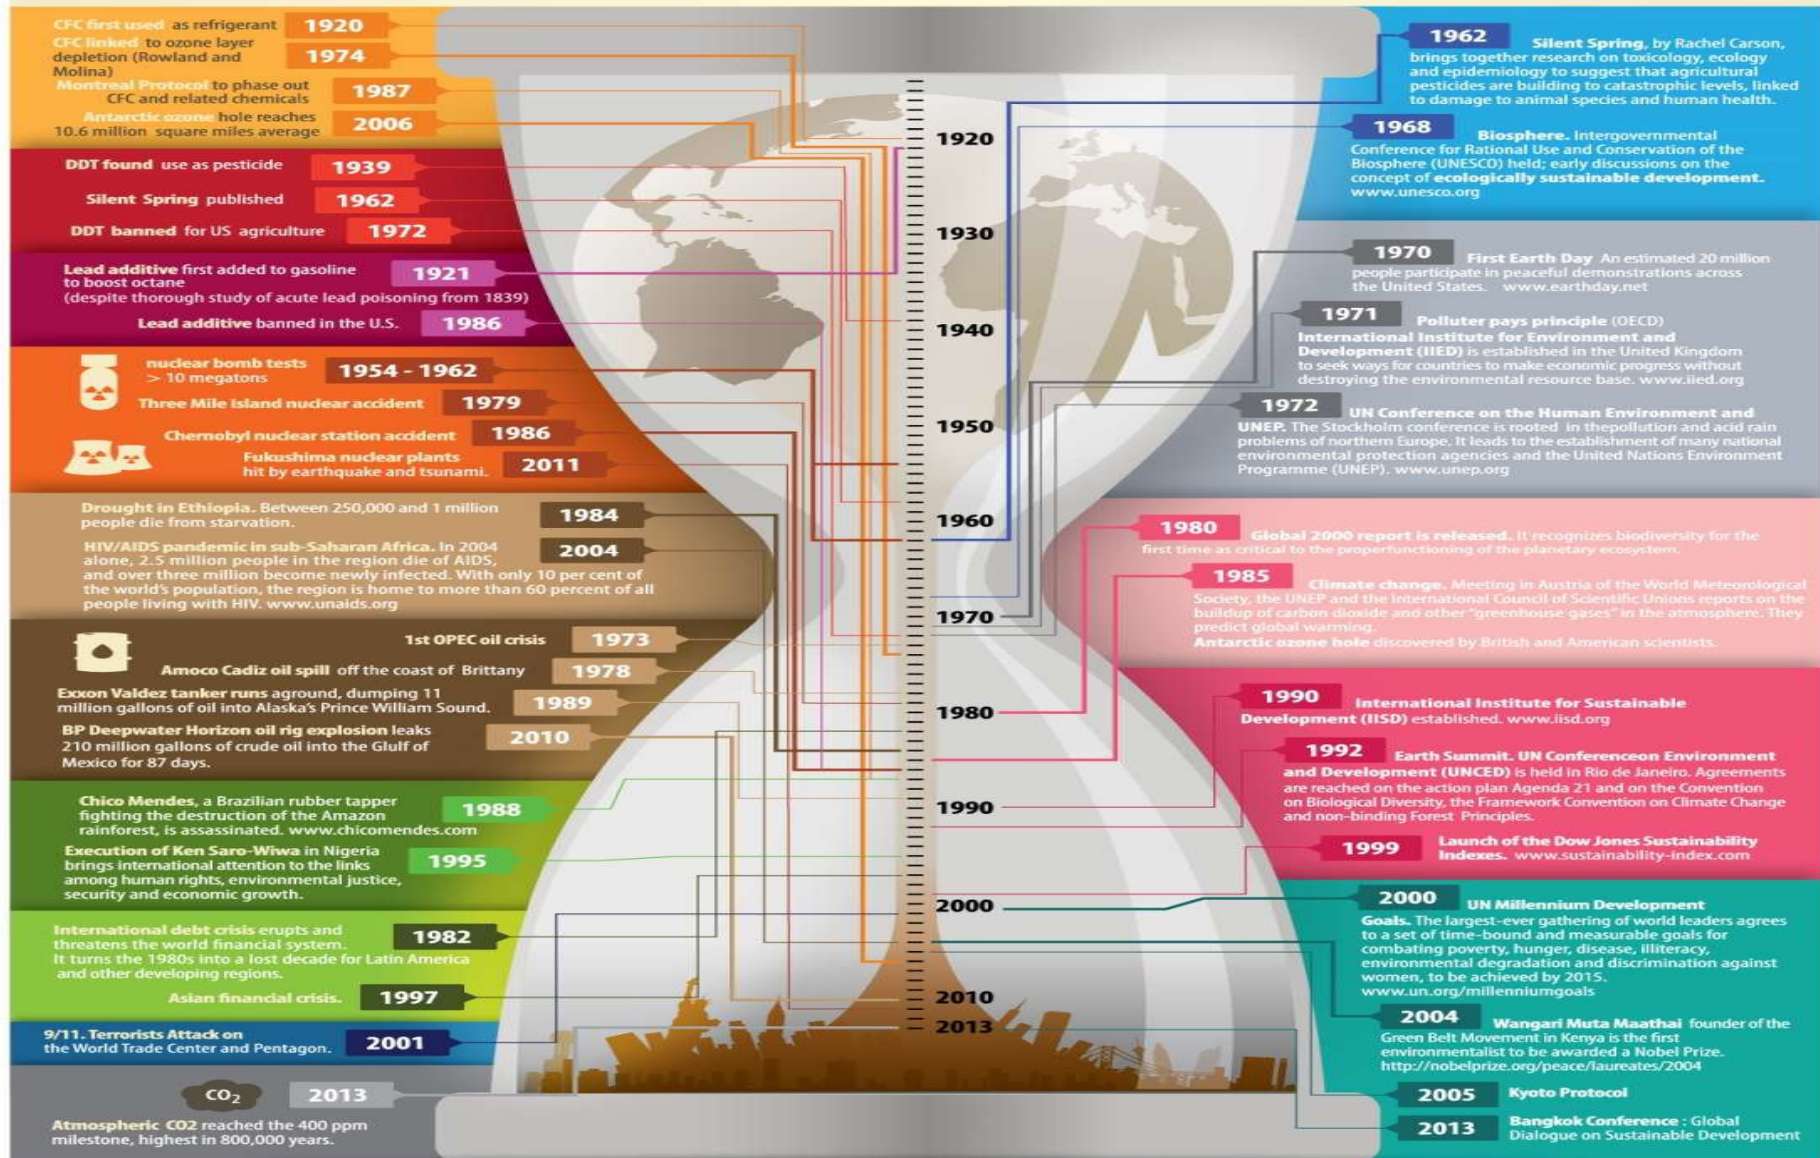 CFC first used as refrigerant 1920
CFC linked to ozone layer
depletion (Rowland and
Molina) 1974
Montreal Protocol to phase out
CFC and related chemicals 1987
Antarctic ozone hole reaches
10.6 million square miles average 2006
DDT found use as pesticide 1939
Silent Spring published 1962
DDT banned for US agriculture 1972
Lead additive first added to gasoline
to boost octane 1921
(despite thorough study of acute lead poisoning from 1839)
Lead additive banned in the U.S. 1986
nuclear bomb tests
> 10 megatons 1954 - 1962
Three Mile Island nuclear accident 1979
Chernobyl nuclear station accident 1986
Fukushima nuclear plants
hit by earthquake and tsunami. 2011
Drought in Ethiopia. Between 250,000 and 1 million
people die from starvation. 1984
HIV/AIDS pandemic in sub-Saharan Africa. In 2004
alone, 2.5 million people in the region die of AIDS, 2004
and over three million become newly infected. With only 10 per cent of
the world's population, the region is home to more than 60 percent of all
people living with HIV. www.unaids.org
1st OPEC oil crisis 1973
Amoco Cadiz oil spill off the coast of Brittany 1978
Exxon Valdez tanker runs aground, dumping 11
million gallons of oil into Alaska's Prince William Sound. 1989
BP Deepwater Horizon oil rig explosion leaks
210 million gallons of crude oil into the Glulf of
Mexico for 87 days. 2010
Chico Mendes, a Brazilian rubber tapper
fighting the destruction of the Amazon
rainforest, is assassinated. www.chicomendes.com 1988
Execution of Ken Saro-Wiwa in Nigeria
brings international attention to the links
among human rights, environmental justice,
security and economic growth. 1995
International debt crisis erupts and
threatens the world financial system.
It turns the 1980s into a lost decade for Latin America
and other developing regions. 1982
Asian financial crisis. 1997
9/11. Terrorists Attack on
the World Trade Center and Pentagon. 2001
CO2 2013
Atmospheric CO2 reached the 400 ppm
milestone, highest in 800,000 years.
1920
1930
1940
1950
1960
1970
1980
1990
2000
2010
2013
1962 Silent Spring, by Rachel Carson,
brings together research on toxicology, ecology
and epidemiology to suggest that agricultural
pesticides are building to catastrophic levels, linked
to damage to animal species and human health.
1968 Biosphere. Intergovernmental
Conference for Rational Use and Conservation of the
Biosphere (UNESCO) held; early discussions on the
concept of ecologically sustainable development.
www.unesco.org
1970 First Earth Day An estimated 20 million
people participate in peaceful demonstrations across
the United States. www.earthday.net
1971 Polluter pays principle (OECD)
International Institute for Environment and
Development (IIED) is established in the United Kingdom
to seek ways for countries to make economic progress without
destroying the environmental resource base. www.iied.org
1972 UN Conference on the Human Environment and
UNEP. The Stockholm conference is rooted in thepollution and acid rain
problems of northern Europe. It leads to the establishment of many national
environmental protection agencies and the United Nations Environment
Programme (UNEP). www.unep.org
1980 Global 2000 report is released. It recognizes biodiversity for the
first time as critical to the properfunctioning of the planetary ecosystem.
1985 Climate change. Meeting in Austria of the World Meteorological
Society, the UNEP and the International Council of Scientific Unions reports on the
buildup of carbon dioxide and other "greenhouse gases" in the atmosphere. They
predict global warming.
Antarctic ozone hole discovered by British and American scientists.
1990 International Institute for Sustainable
Development (IISD) established. www.iisd.org
1992 Earth Summit. UN Conferenceon Environment
and Development (UNCED) is held in Rio de Janeiro. Agreements
are reached on the action plan Agenda 21 and on the Convention
on Biological Diversity, the Framework Convention on Climate Change
and non-binding Forest Principles.
1999 Launch of the Dow Jones Sustainability
Indexes. www.sustainability-index.com
2000 UN Millennium Development
Goals. The largest-ever gathering of world leaders agrees
to a set of time-bound and measurable goals for
combating poverty, hunger, disease, illiteracy,
environmental degradation and discrimination against
women, to be achieved by 2015.
www.un.org/millenniumgoals
2004 Wangari Muta Maathai founder of the
Green Belt Movement in Kenya is the first
environmentalist to be awarded a Nobel Prize.
http://nobelprize.org/peace/laureates/2004
2005 Kyoto Protocol
2013 Bangkok Conference : Global
Dialogue on Sustainable Development